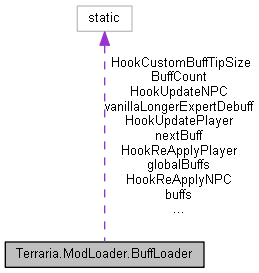 static
HookCustomBuffTipSize
BuffCount
HookUpdateNPC
vanillaLongerExpertDebuff
HookUpdatePlayer
nextBuff
HookReApplyPlayer
globalBuffs
HookReApplyNPC
buffs
...
Terraria.ModLoader.BuffLoader